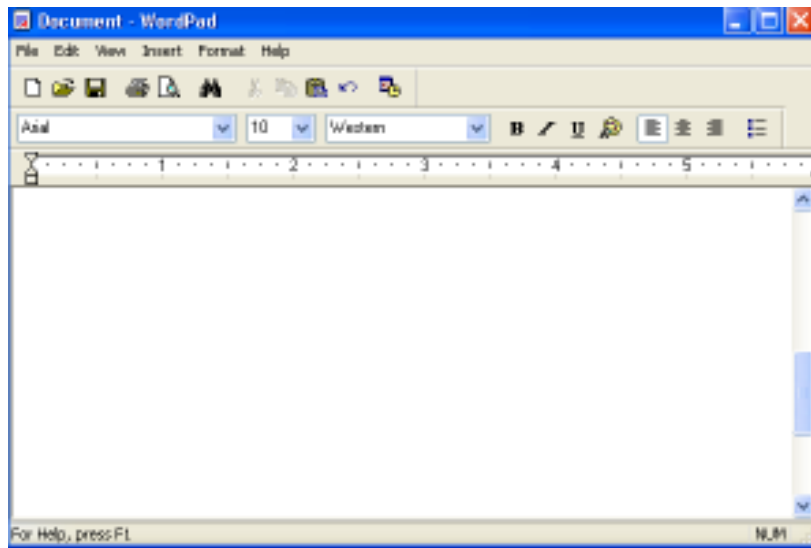 Document - WordPad
File Edit View Insert Format Help
Arial 10 Western B I U
1 2 3 4 5
For Help, press F1 NUM